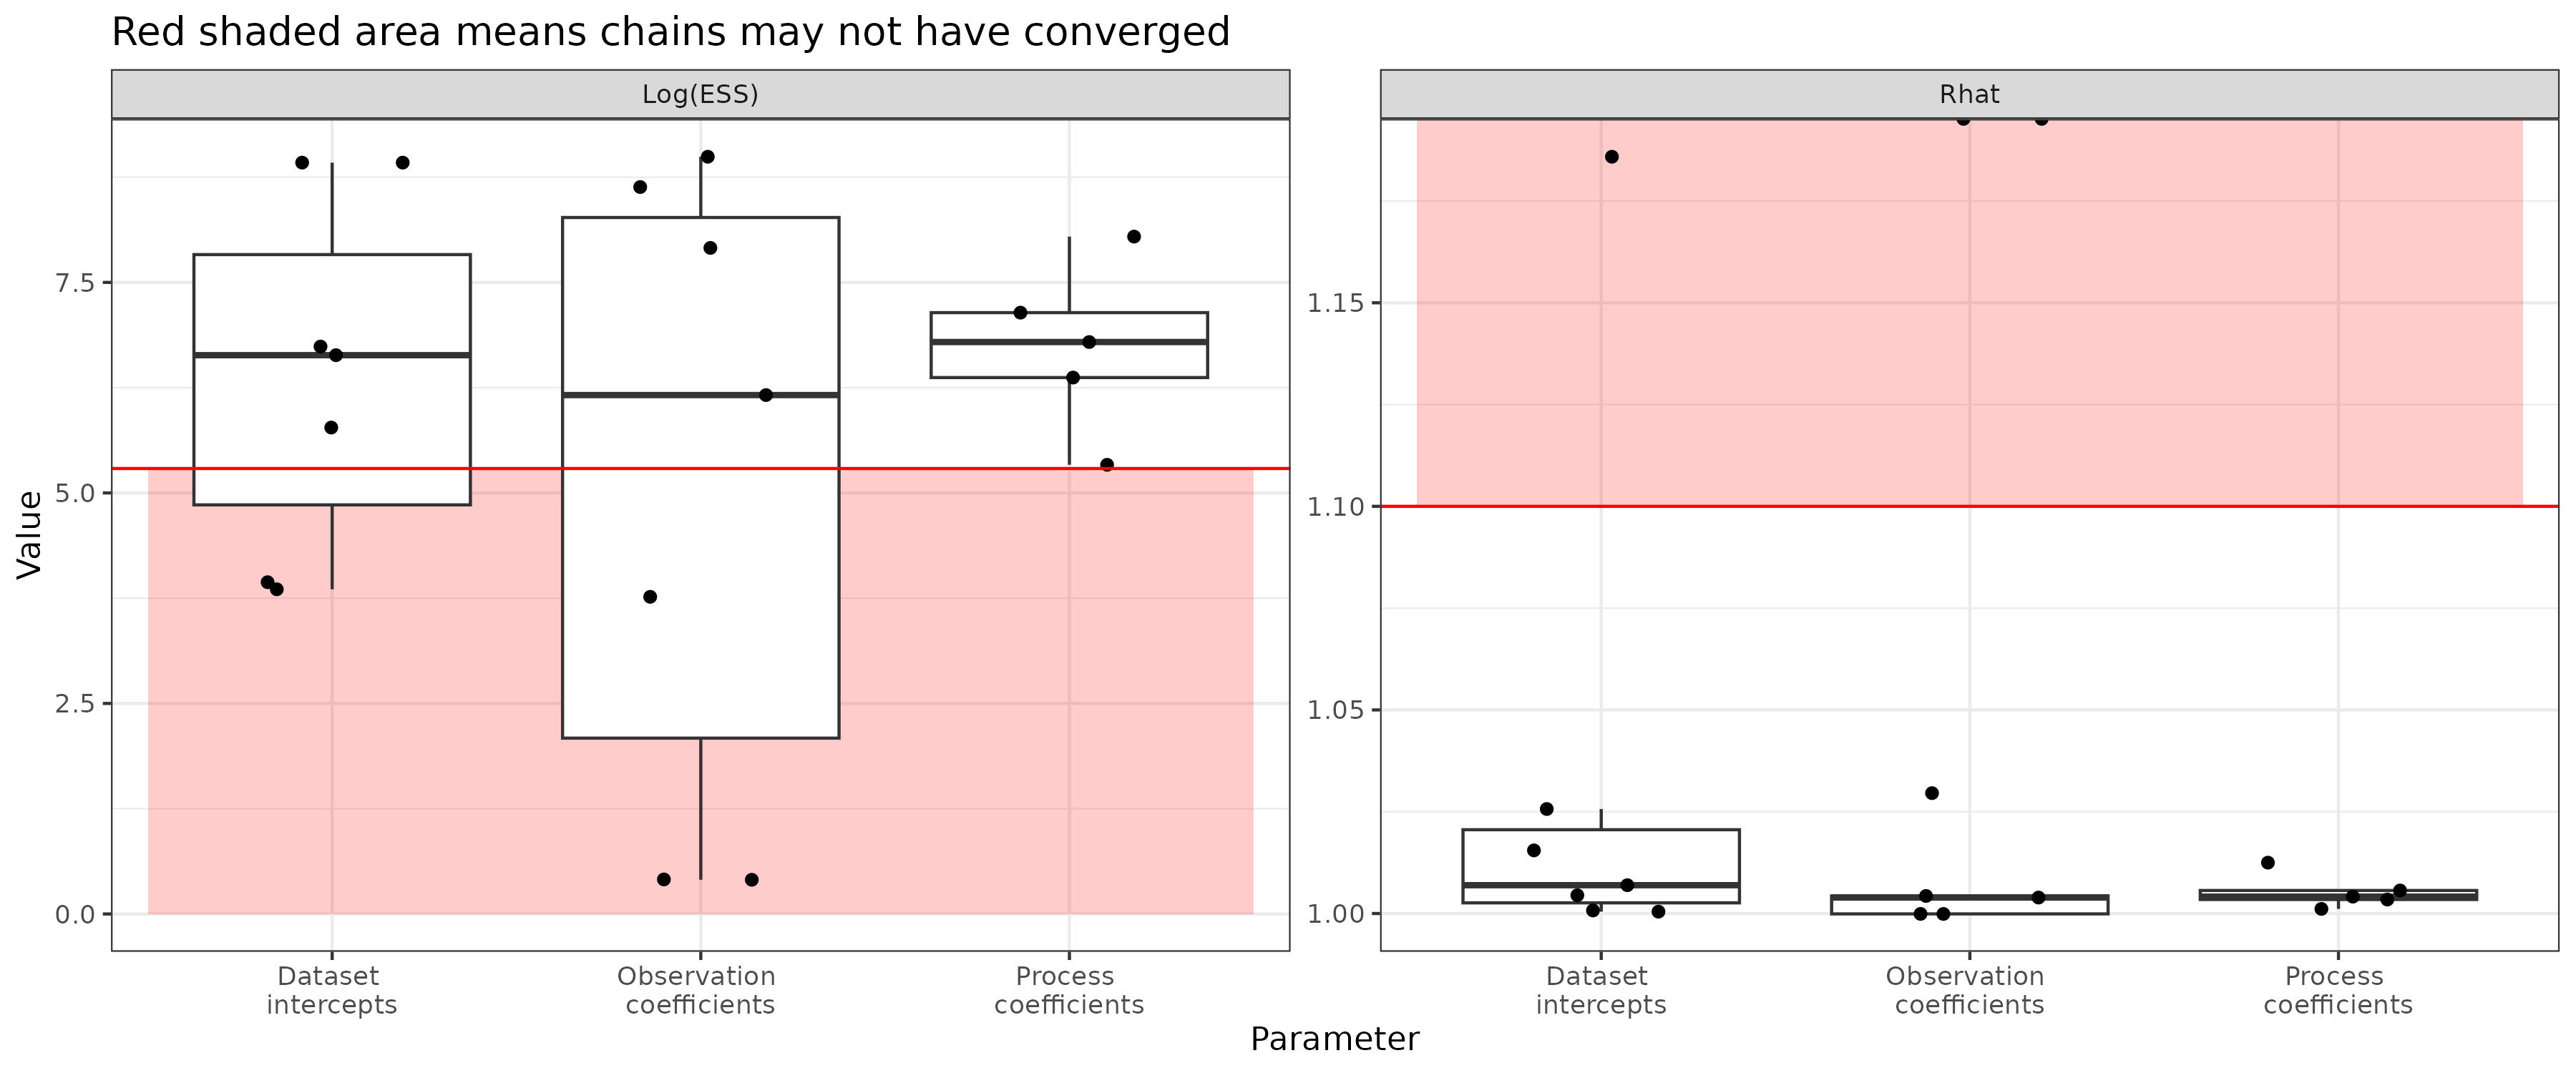 Red shaded area means chains may not have converged
Log(ESS)
Rhat
Value
7.5
5.0
2.5
0.0
1.15
1.10
1.05
1.00
Dataset
intercepts
Observation
coefficients
Process
coefficients
Dataset
intercepts
Observation
coefficients
Process
coefficients
Parameter